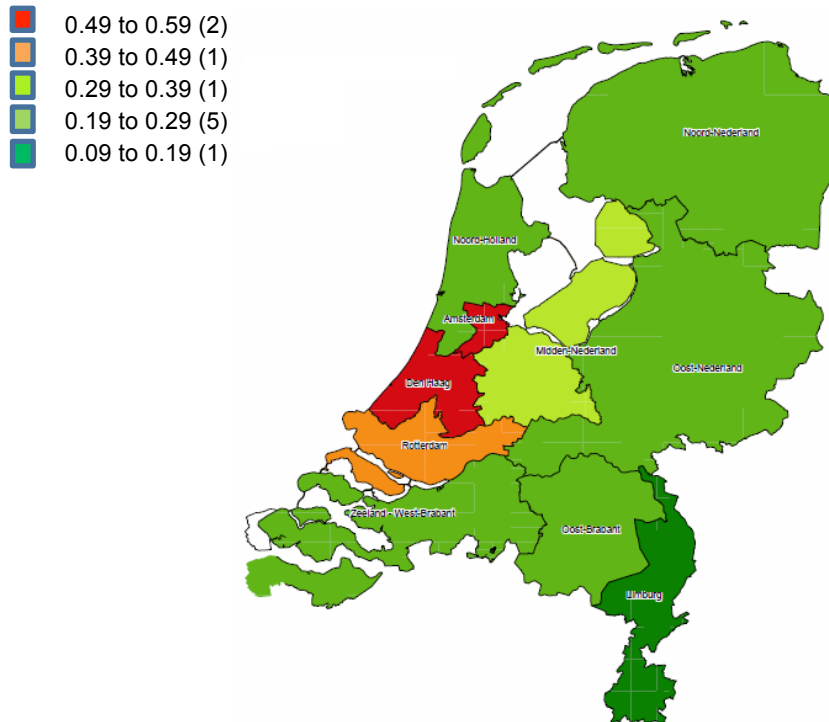 0.49 to 0.59 (2)
0.39 to 0.49 (1)
0.29 to 0.39 (1)
0.19 to 0.29 (5)
0.09 to 0.19 (1)
Noord-Nederland
Noord-Holland
Amsterdam
Midden-Nederland
Oost-Nederland
Den Haag
Rotterdam
Zeeland - West-Brabant
Oost-Brabant
Limburg